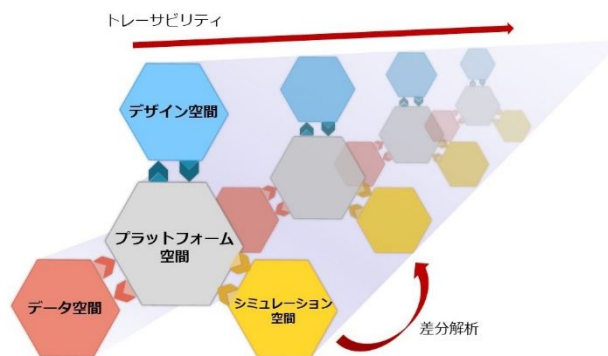 トレーサビリティ
デザイン空間
プラットフォーム
空間
データ空間
シミュレーション
空間
差分解析